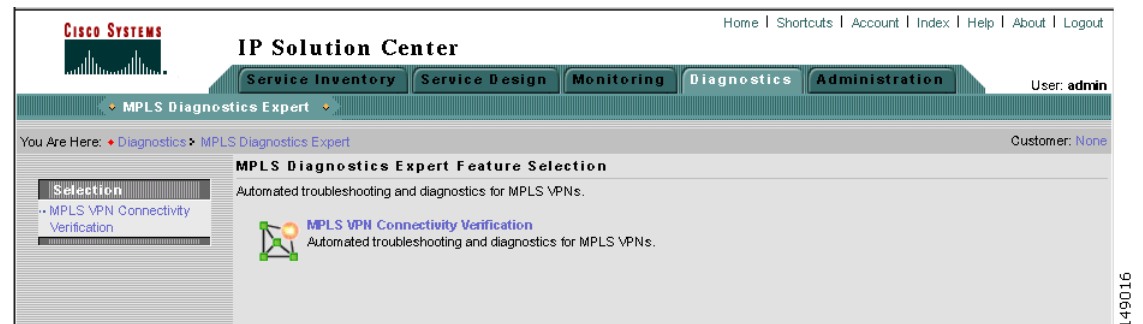 CISCO SYSTEMS
Home | Shortcuts | Account | Index | Help | About | Logout
IP Solution Center
Service Inventory Service Design Monitoring Diagnostics Administration
User: admin
MPLS Diagnostics Expert
You Are Here: Diagnostics MPLS Diagnostics Expert
Customer: None
Selection
MPLS VPN Connectivity
Verification
MPLS Diagnostics Expert Feature Selection
Automated troubleshooting and diagnostics for MPLS VPNs.
MPLS VPN Connectivity Verification
Automated troubleshooting and diagnostics for MPLS VPNs.
149016